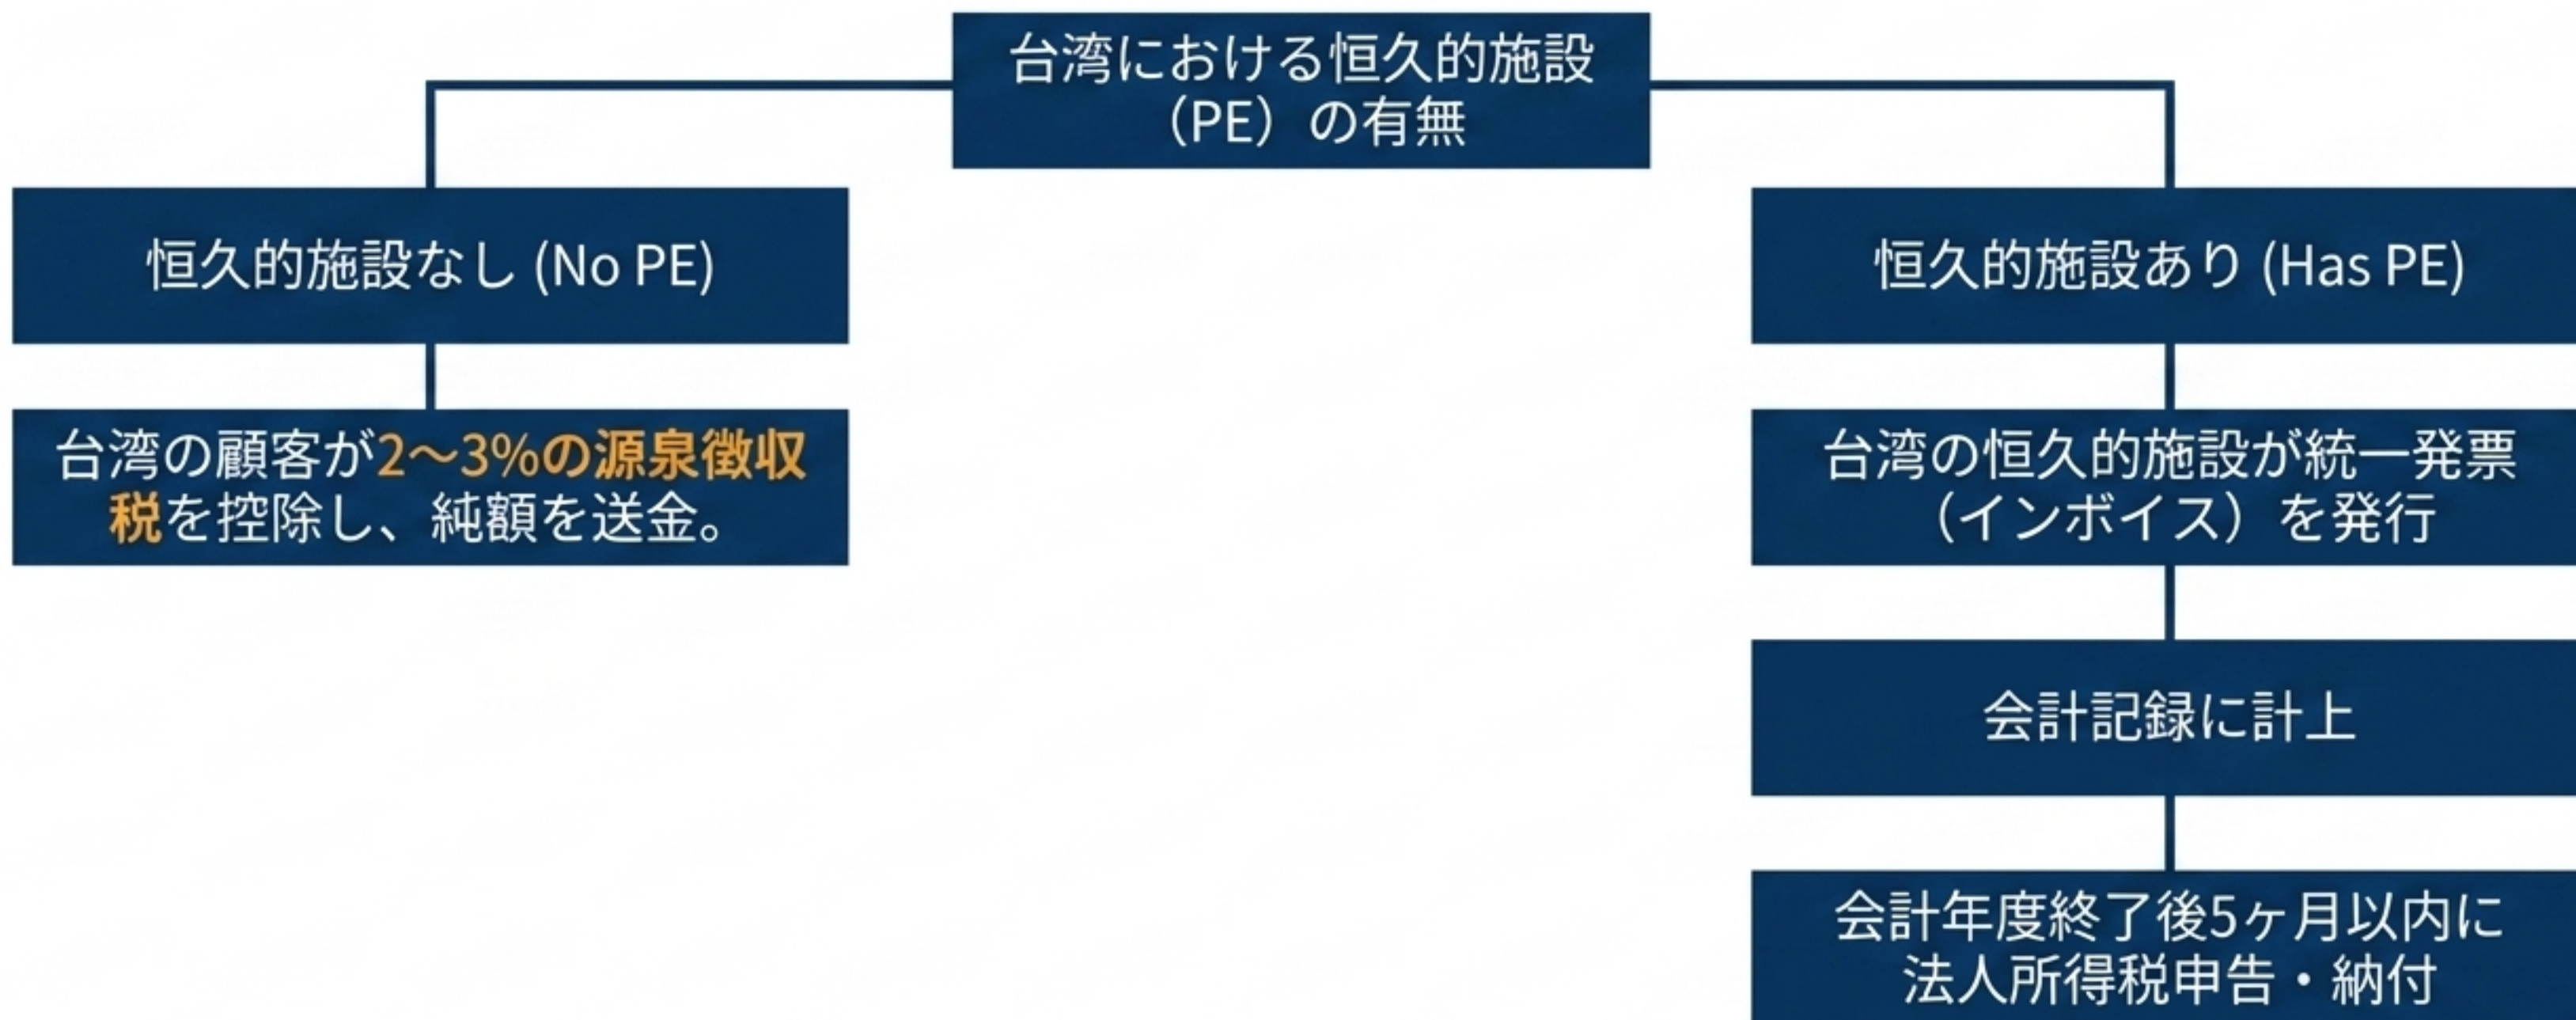 台湾における恒久的施設
（PE）の有無
恒久的施設なし (No PE)
台湾の顧客が2～3%の源泉徴収
税を控除し、純額を送金。
恒久的施設あり (Has PE)
台湾の恒久的施設が統一発票
（インボイス）を発行
会計記録に計上
会計年度終了後5ヶ月以内に
法人所得税申告・納付